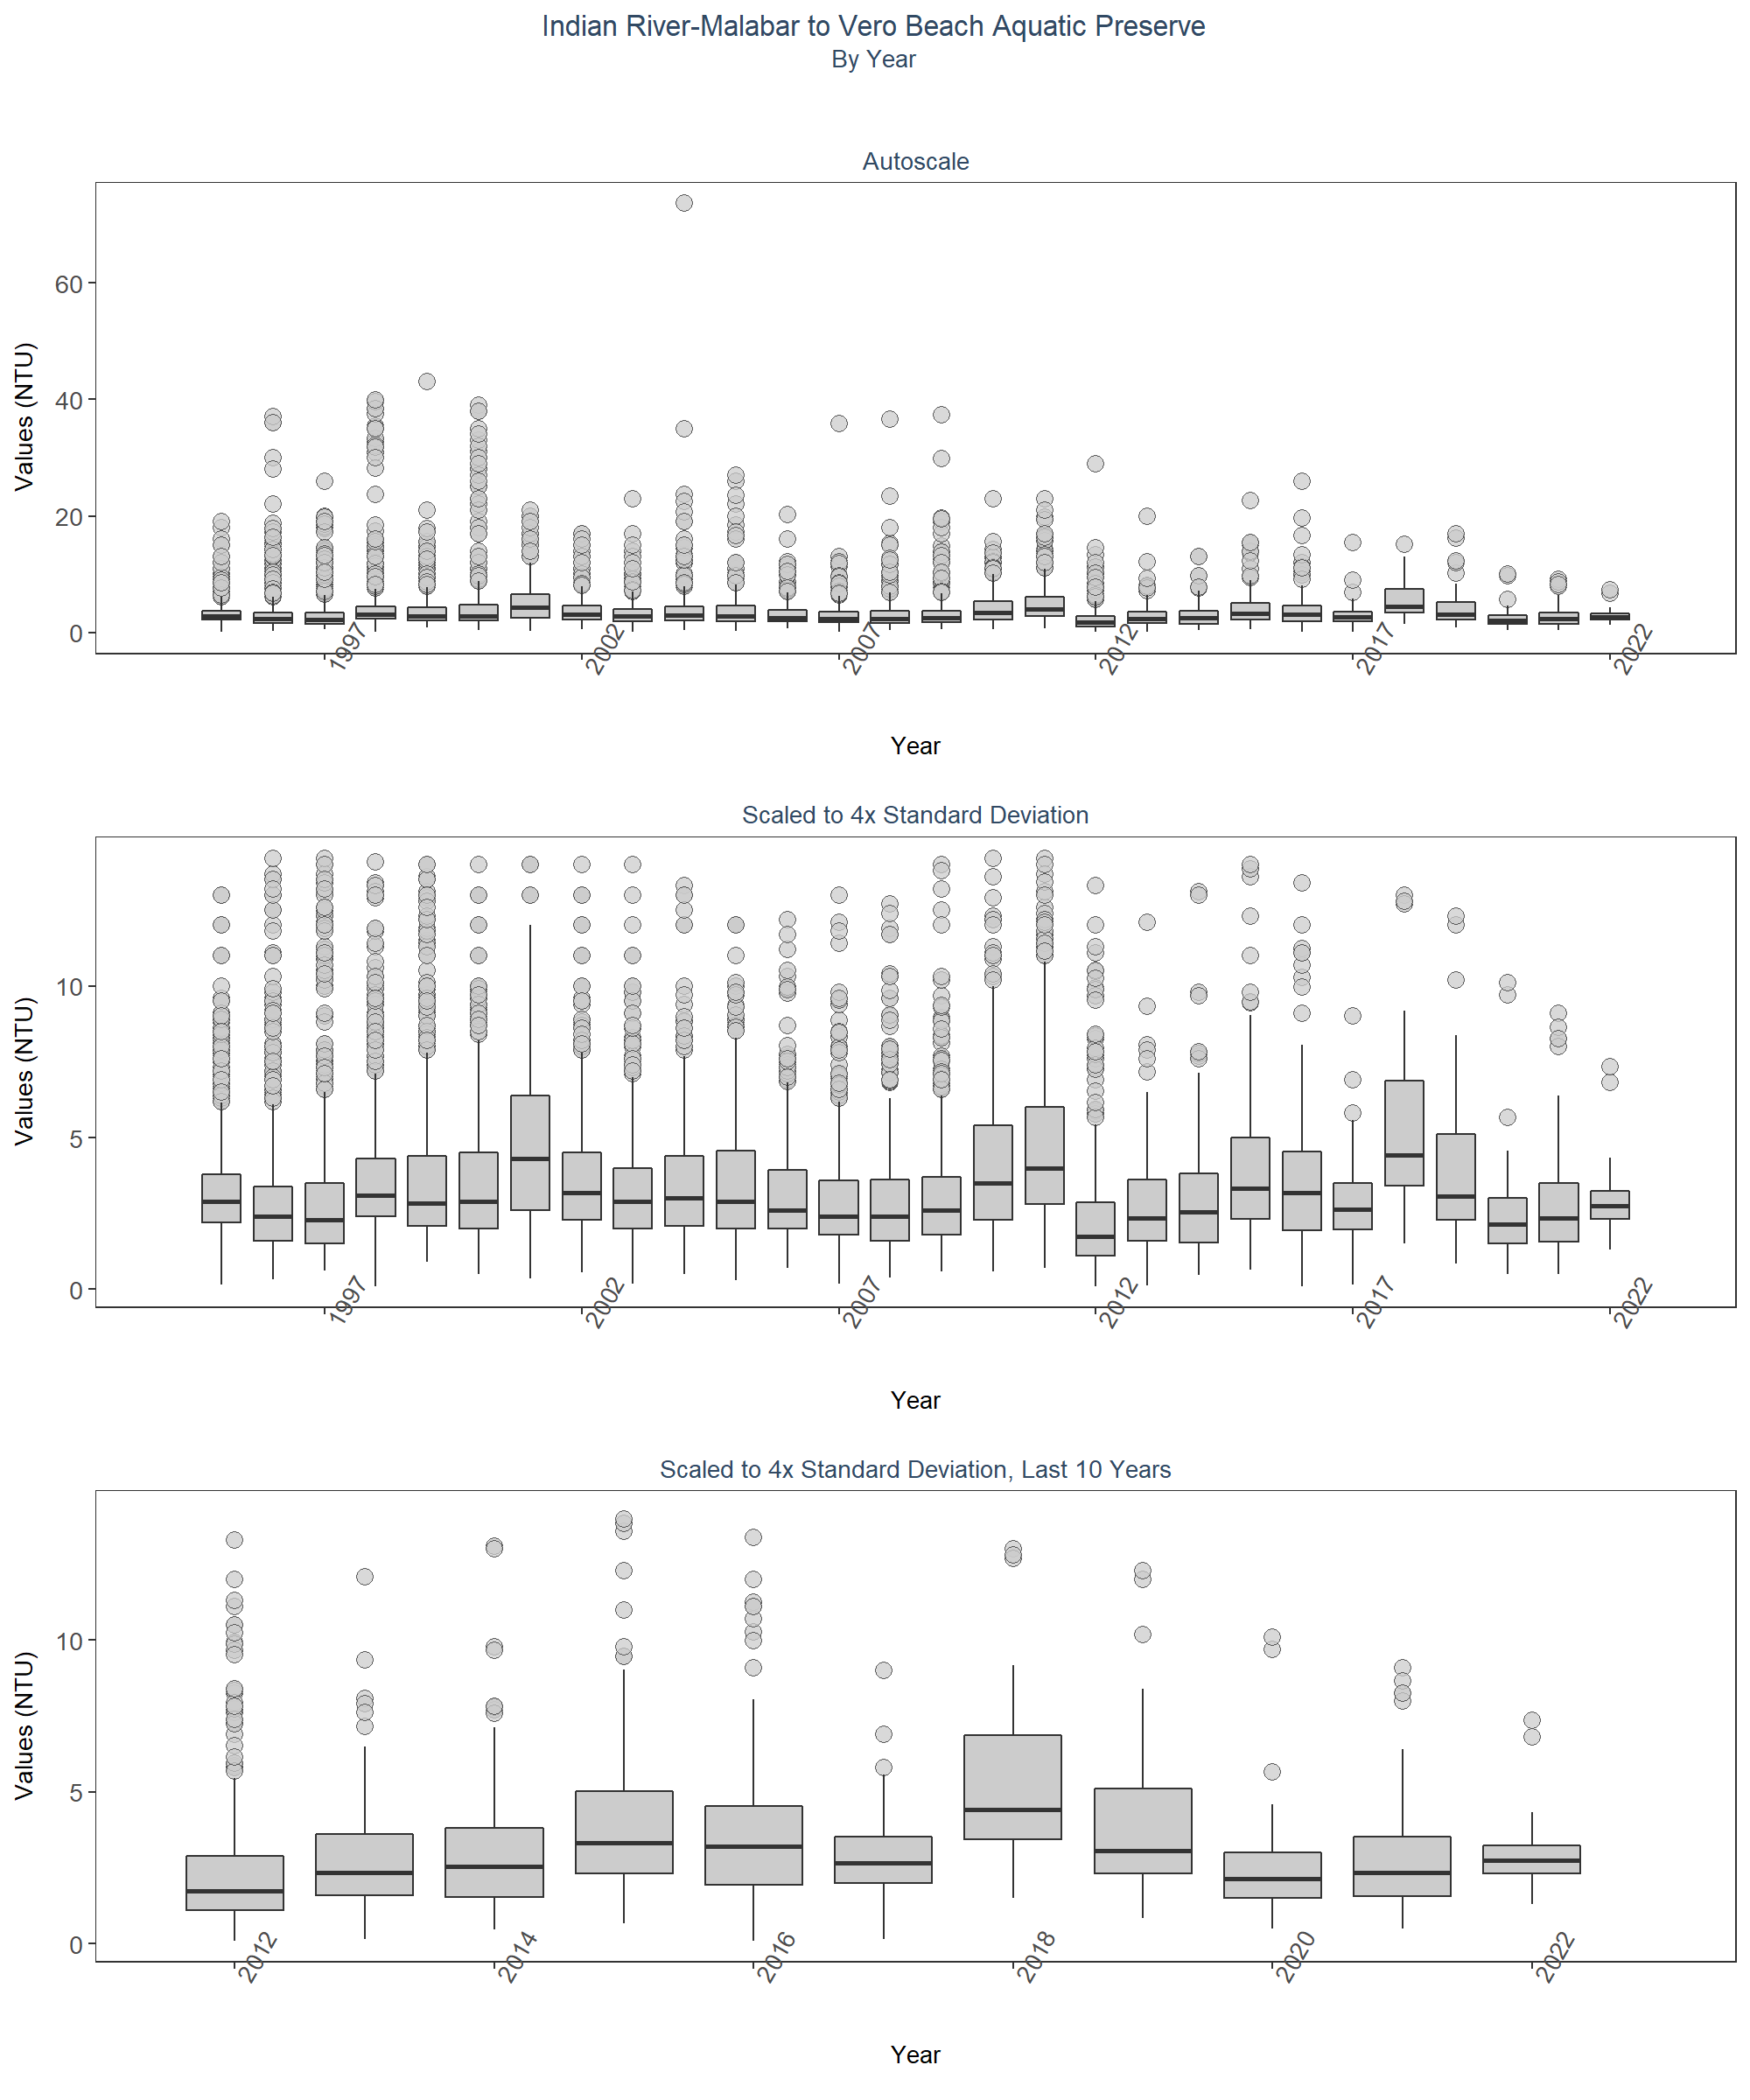 Indian River-Malabar to Vero Beach Aquatic Preserve
By Year
Autoscale
Values (NTU)
60
40
20
0
1997
2002
2007
2012
2017
2022
Year
Scaled to 4x Standard Deviation
Values (NTU)
10
5
0
1997
2002
2007
2012
2017
2022
Year
Scaled to 4x Standard Deviation, Last 10 Years
Values (NTU)
10
5
0
2012
2014
2016
2018
2020
2022
Year